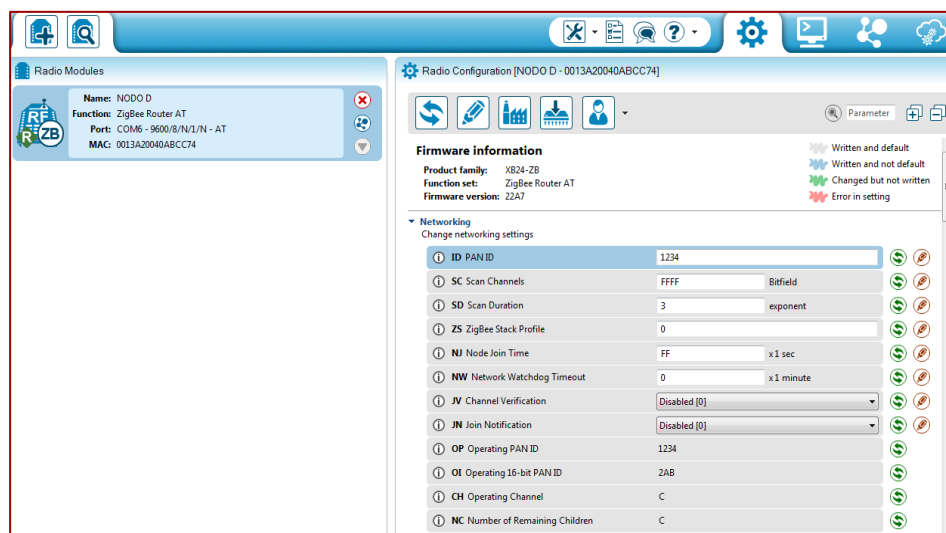 Radio Modules
RF
R ZB
Name: NODO D
Function: ZigBee Router AT
Port: COM6 - 9600/8/N/1/N - AT
MAC: 0013A20040ABCC74
Radio Configuration [NODO D - 0013A20040ABCC74]
Parameter
Firmware information
Product family: XB24-ZB
Function set: ZigBee Router AT
Firmware version: 22A7
Written and default
Written and not default
Changed but not written
Error in setting
Networking
Change networking settings
ID PAN ID 1234
SC Scan Channels FFFF Bitfield
SD Scan Duration 3 exponent
ZS ZigBee Stack Profile 0
NJ Node Join Time FF x 1 sec
NW Network Watchdog Timeout 0 x 1 minute
JV Channel Verification Disabled [0]
JN Join Notification Disabled [0]
OP Operating PAN ID 1234
OI Operating 16-bit PAN ID 2AB
CH Operating Channel C
NC Number of Remaining Children C